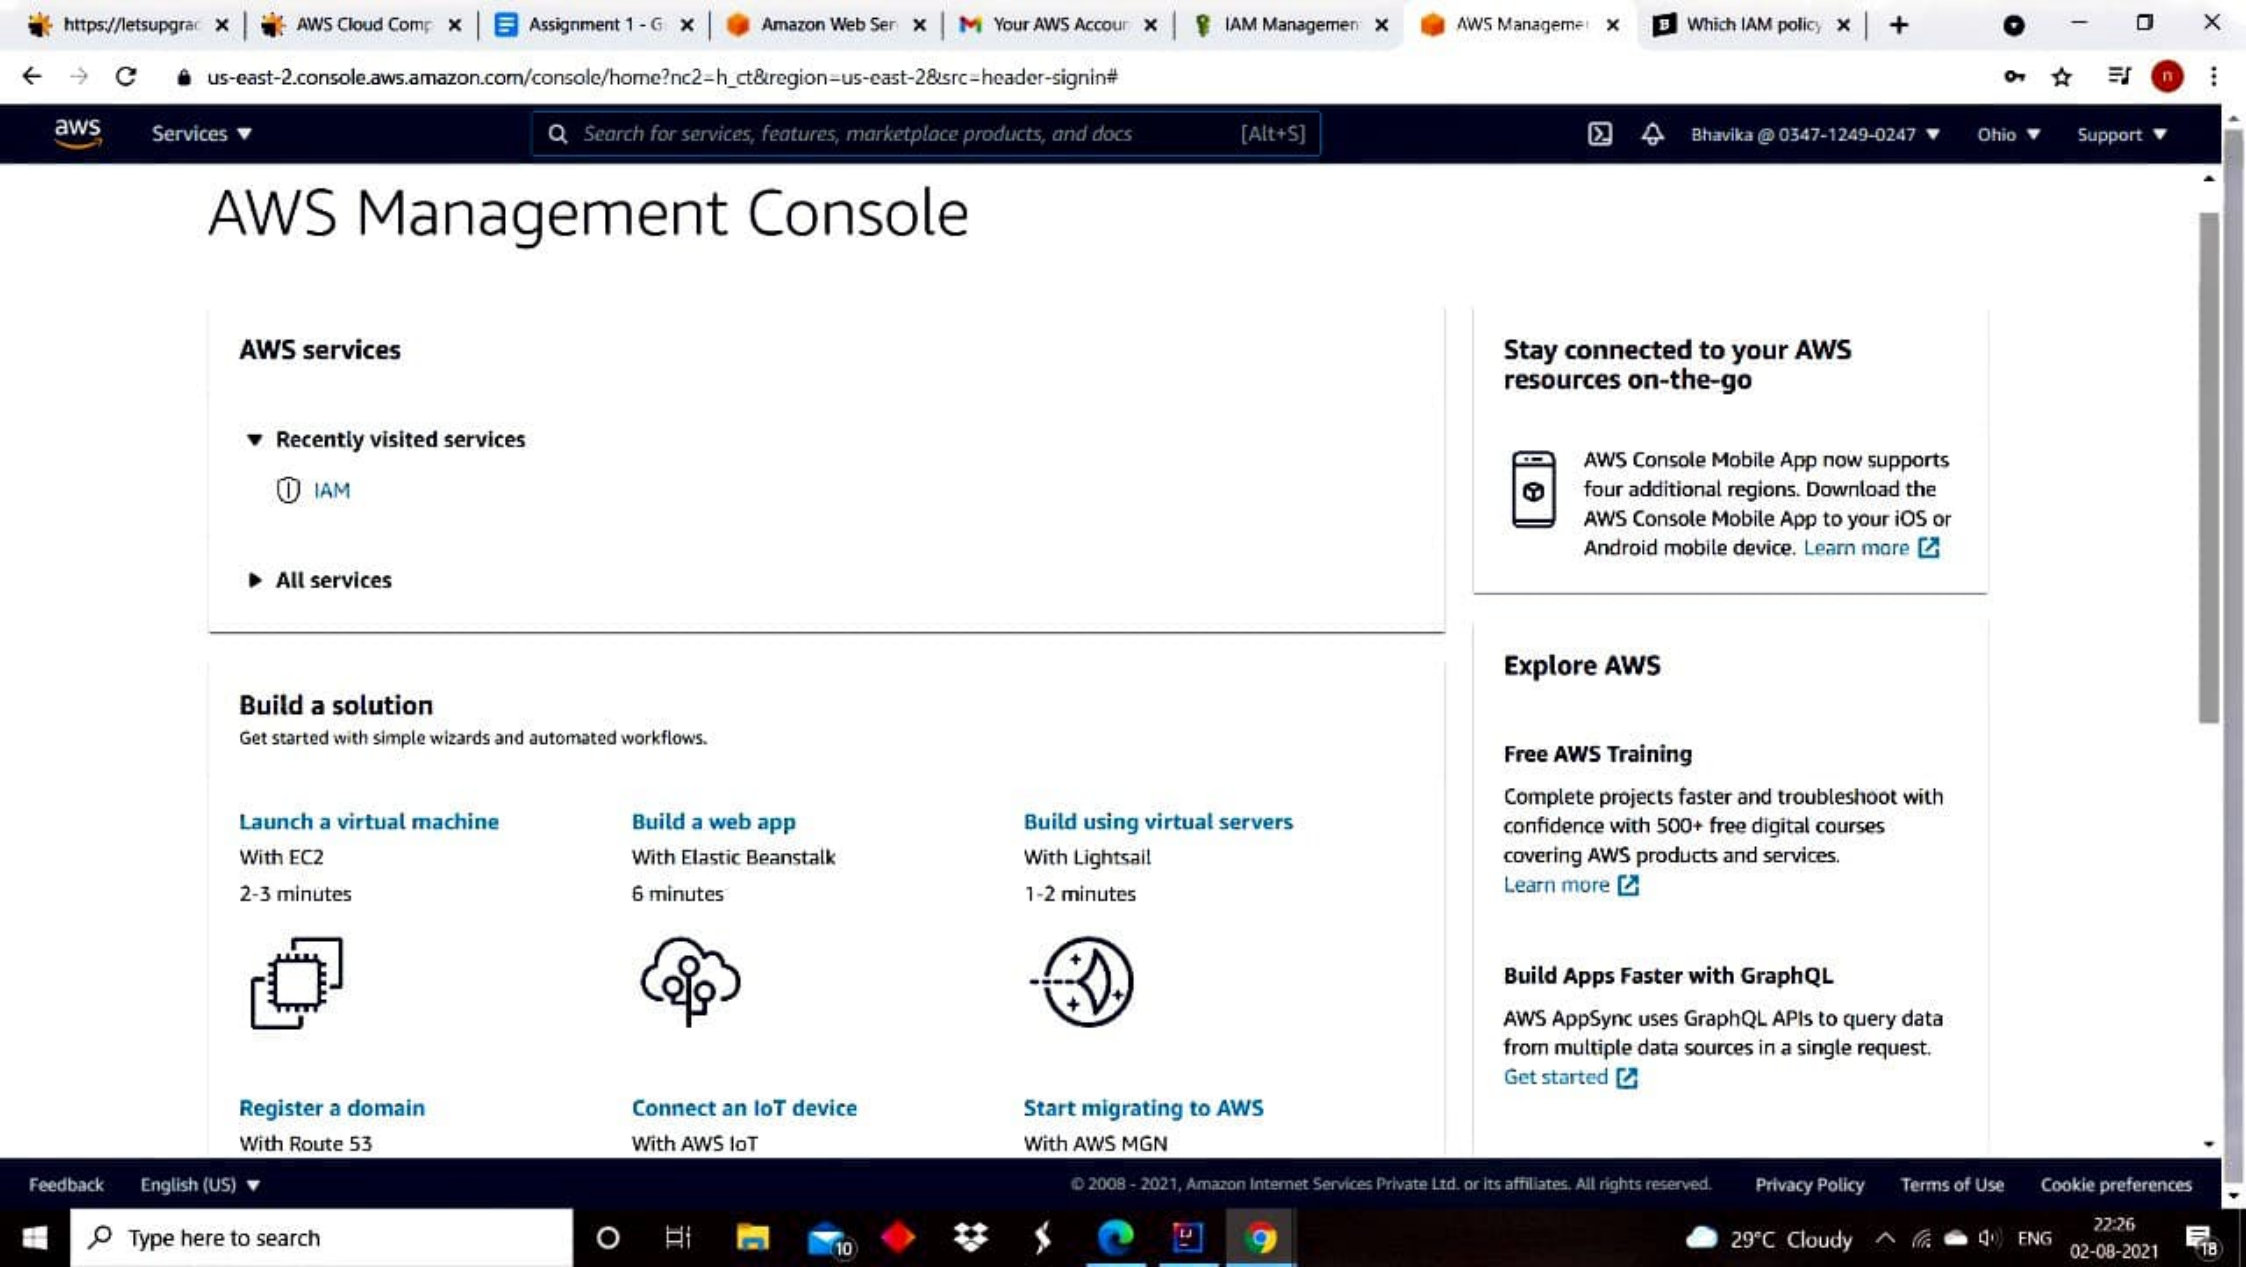 https://letsupgrac
AWS Cloud Comp
Assignment 1 - G
Amazon Web Ser
Your AWS Accour
IAM Managemen
AWS Manageme
Which IAM policy
us-east-2.console.aws.amazon.com/console/home?nc2=h_ct&region=us-east-2&src=header-signin#
n
aws
Services
Search for services, features, marketplace products, and docs
[Alt+S]
Bhavika @ 0347-1249-0247
Ohio
Support
AWS Management Console
AWS services
Recently visited services
IAM
All services
Build a solution
Get started with simple wizards and automated workflows.
Launch a virtual machine
With EC2
2-3 minutes
Build a web app
With Elastic Beanstalk
6 minutes
Build using virtual servers
With Lightsail
1-2 minutes
Register a domain
With Route 53
Connect an IoT device
With AWS IoT
Start migrating to AWS
With AWS MGN
Stay connected to your AWS
resources on-the-go
AWS Console Mobile App now supports
four additional regions. Download the
AWS Console Mobile App to your iOS or
Android mobile device. Learn more
Explore AWS
Free AWS Training
Complete projects faster and troubleshoot with
confidence with 500+ free digital courses
covering AWS products and services.
Learn more
Build Apps Faster with GraphQL
AWS AppSync uses GraphQL APIs to query data
from multiple data sources in a single request.
Get started
Feedback
English (US)
© 2008 - 2021, Amazon Internet Services Private Ltd. or its affiliates. All rights reserved.
Privacy Policy
Terms of Use
Cookie preferences
Type here to search
10
IJ
29°C Cloudy
ENG
22:26
02-08-2021
18